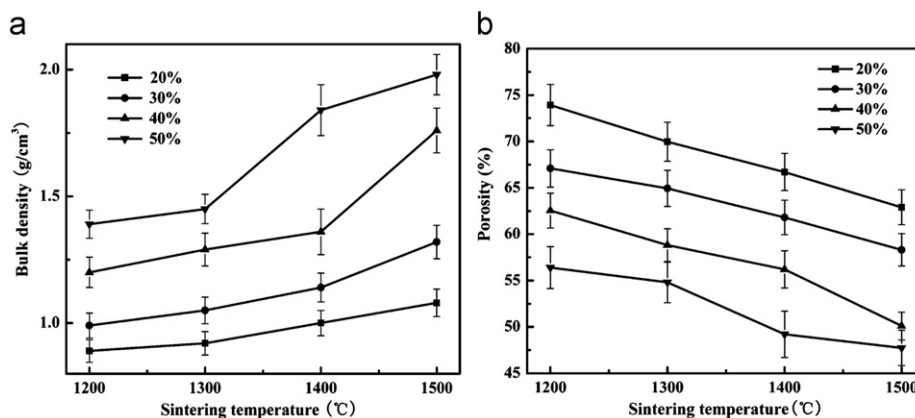 a
2.0
1.5
1.0
Bulk density (g/cm³)
20%
30%
40%
50%
1200 1300 1400 1500
Sintering temperature (℃)
b
80
75
70
65
60
55
50
45
Porosity (%)
20%
30%
40%
50%
1200 1300 1400 1500
Sintering temperature (℃)